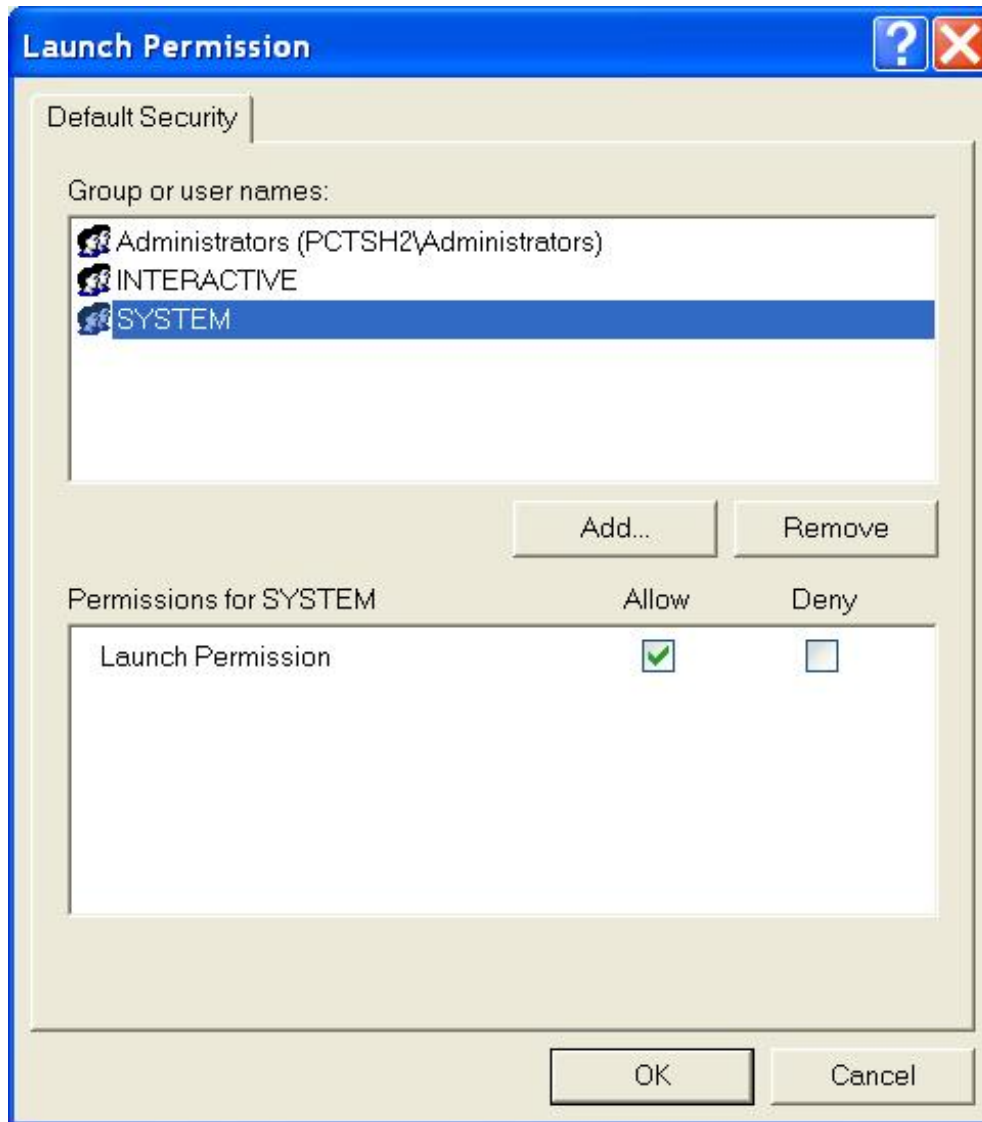 Launch Permission
Default Security
Group or user names:
Administrators (PCTSH2\Administrators)
INTERACTIVE
SYSTEM
Add... Remove
Permissions for SYSTEM Allow Deny
Launch Permission
OK Cancel